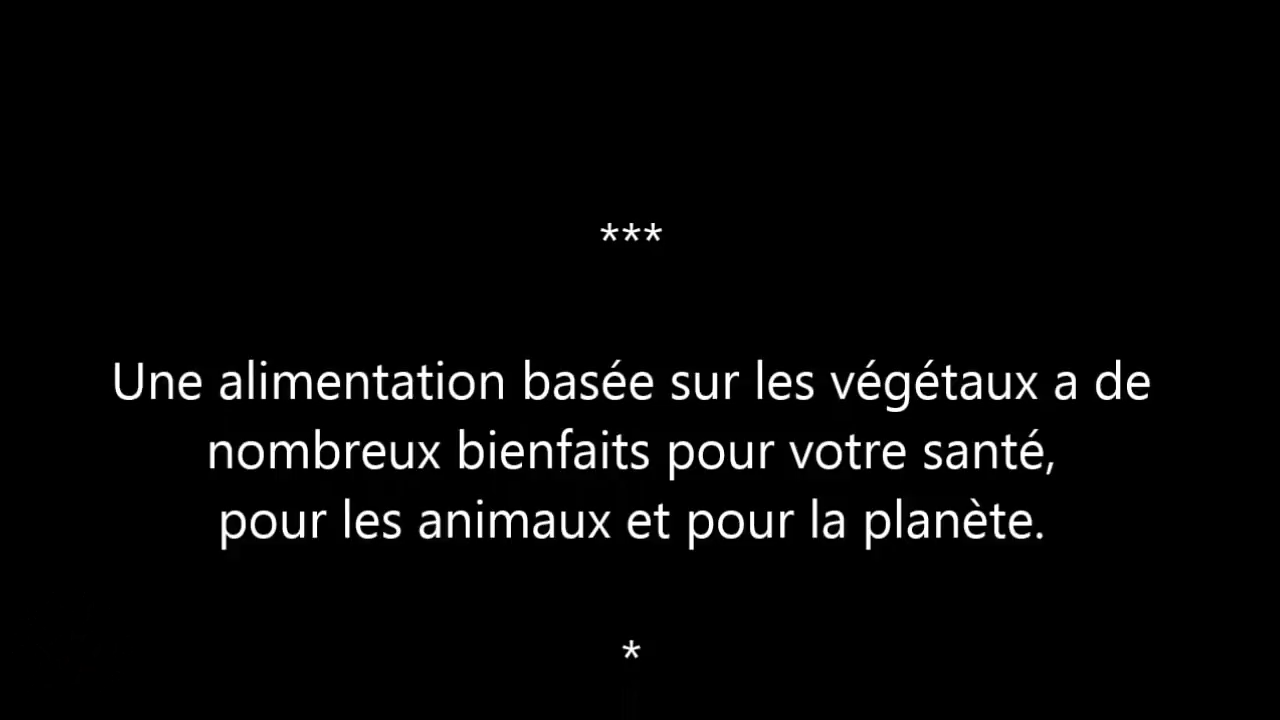 ***
Une alimentation basée sur les végétaux a de
nombreux bienfaits pour votre santé,
pour les animaux et pour la planète.
*